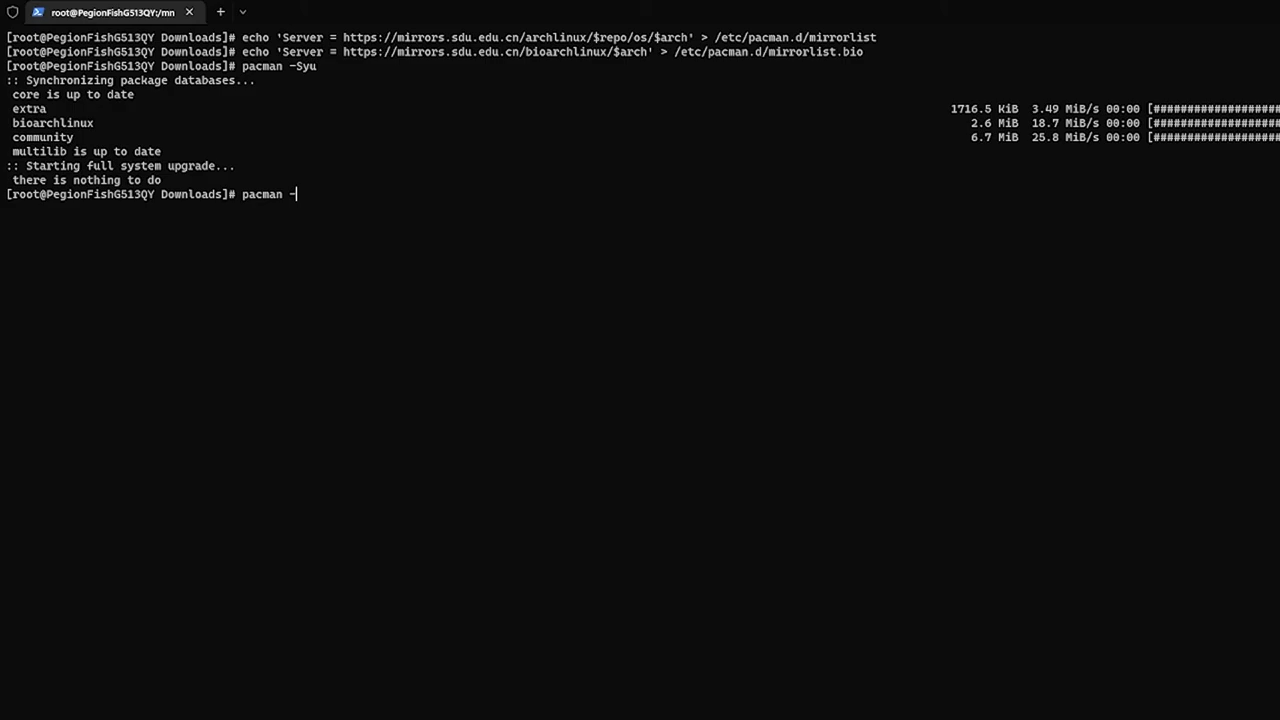 root@PegionFishG513QY:/mn
[root@PegionFishG513QY Downloads]# echo 'Server = https://mirrors.sdu.edu.cn/archlinux/$repo/os/$arch' > /etc/pacman.d/mirrorlist
[root@PegionFishG513QY Downloads]# echo 'Server = https://mirrors.sdu.edu.cn/bioarchlinux/$arch' > /etc/pacman.d/mirrorlist.bio
[root@PegionFishG513QY Downloads]# pacman -Syu
:: Synchronizing package databases...
core is up to date
extra 1716.5 KiB 3.49 MiB/s 00:00 [###################
bioarchlinux 2.6 MiB 18.7 MiB/s 00:00 [###################
community 6.7 MiB 25.8 MiB/s 00:00 [###################
multilib is up to date
:: Starting full system upgrade...
there is nothing to do
[root@PegionFishG513QY Downloads]# pacman -